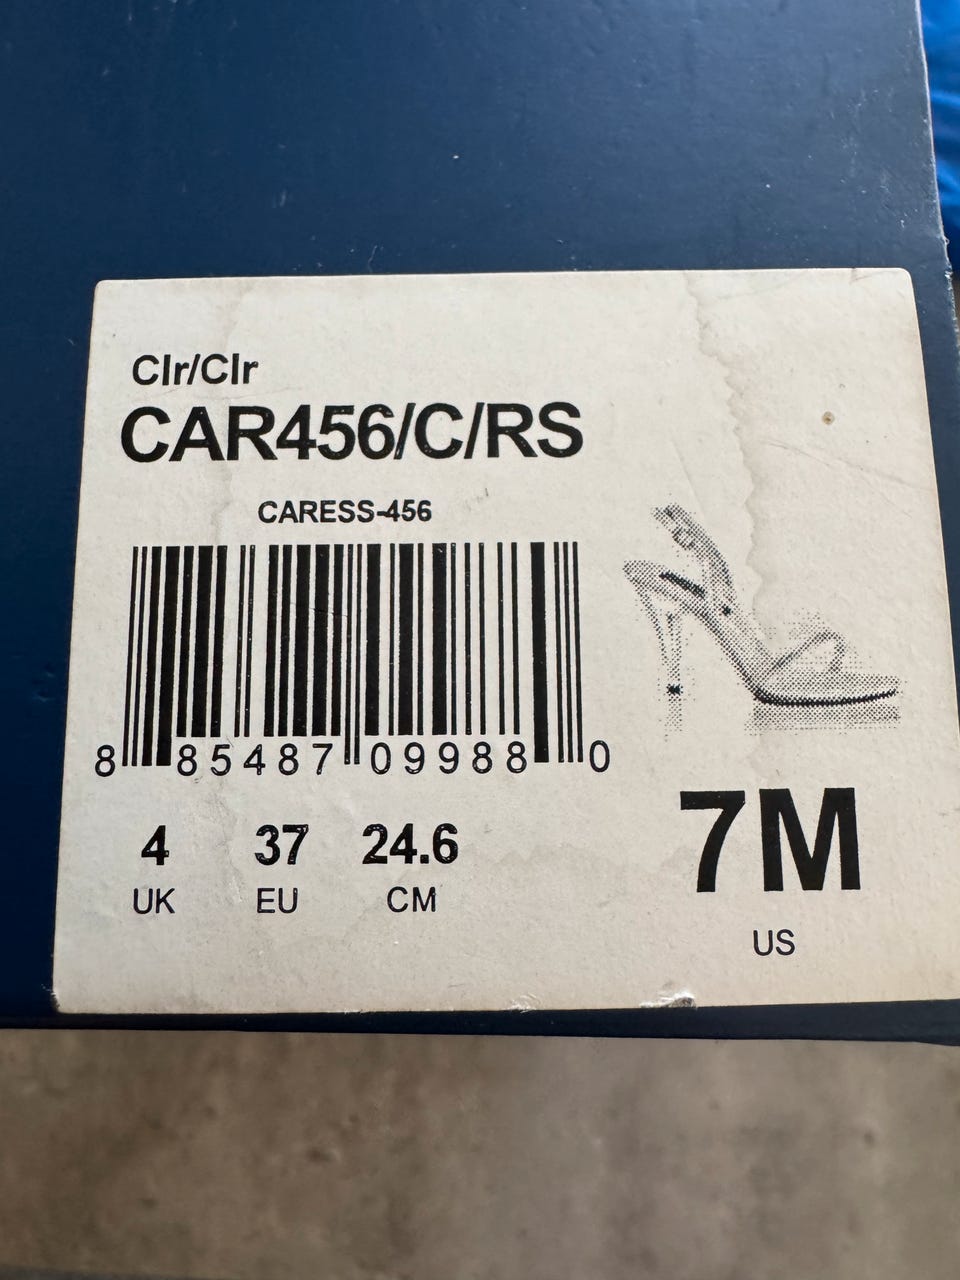 Clr/Clr
CAR456/C/RS
CARESS-456
8 85487 09988 0
4 37 24.6
UK EU CM
7M
US